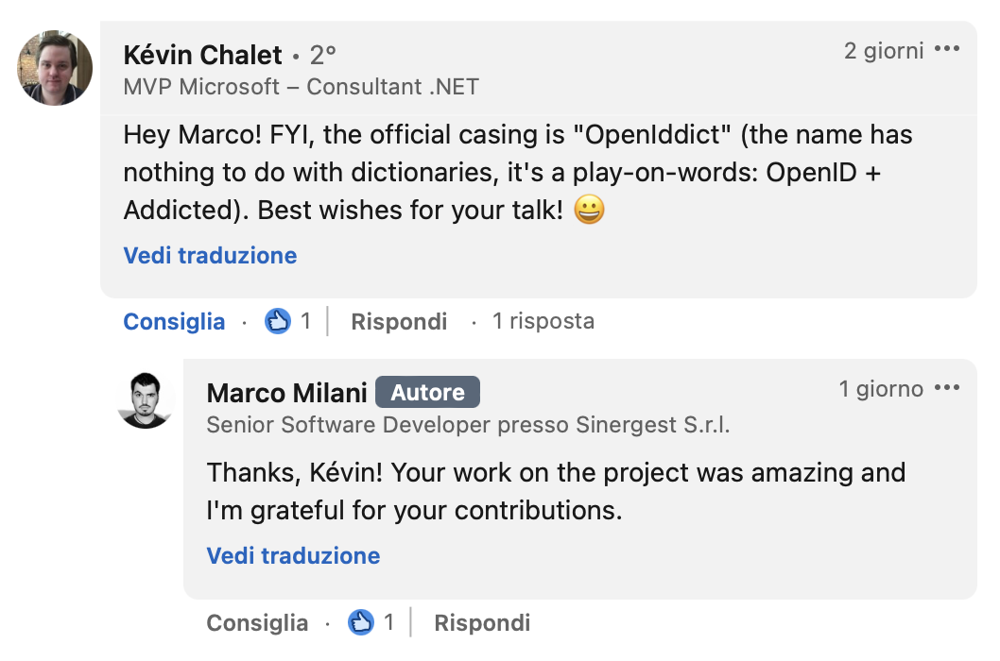 Kévin Chalet • 2°
2 giorni •••
MVP Microsoft – Consultant .NET
Hey Marco! FYI, the official casing is "OpenIddict" (the name has
nothing to do with dictionaries, it's a play-on-words: OpenID +
Addicted). Best wishes for your talk! 😀
Vedi traduzione
Consiglia · 1 | Rispondi · 1 risposta
Marco Milani Autore
1 giorno •••
Senior Software Developer presso Sinergest S.r.l.
Thanks, Kévin! Your work on the project was amazing and
I'm grateful for your contributions.
Vedi traduzione
Consiglia · 1 | Rispondi